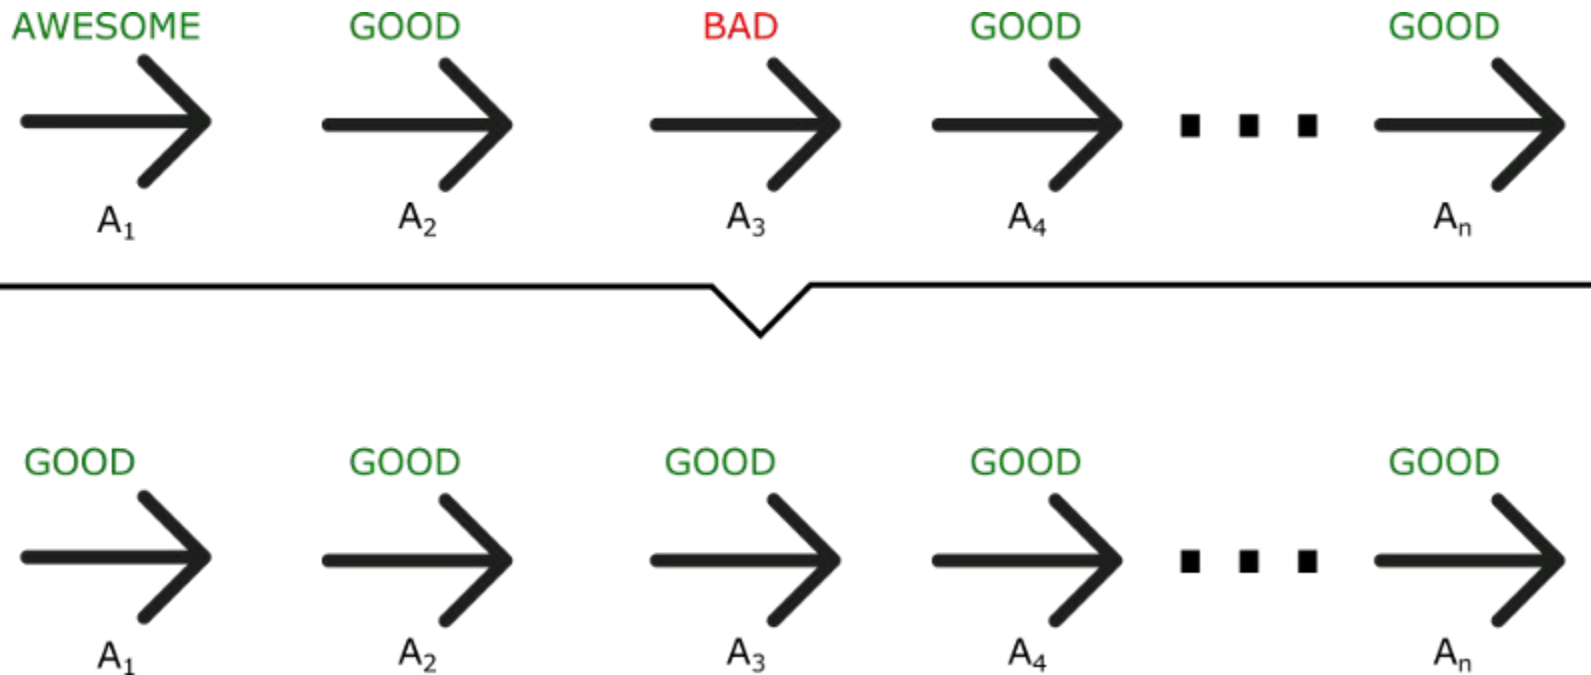 AWESOME GOOD BAD GOOD GOOD
A₁ A₂ A₃ A₄ Aₙ
GOOD GOOD GOOD GOOD GOOD
A₁ A₂ A₃ A₄ Aₙ